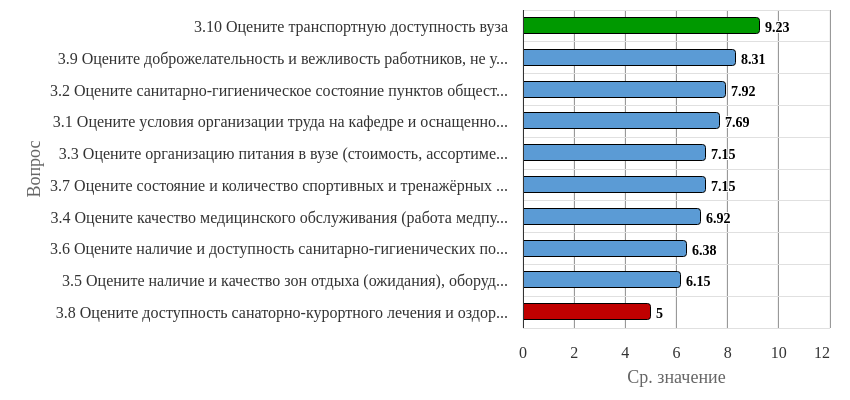 3.10 Оцените транспортную доступность вуза 9.23
3.9 Оцените доброжелательность и вежливость работников, не у... 8.31
3.2 Оцените санитарно-гигиеническое состояние пунктов общест... 7.92
3.1 Оцените условия организации труда на кафедре и оснащенно... 7.69
3.3 Оцените организацию питания в вузе (стоимость, ассортиме... 7.15
3.7 Оцените состояние и количество спортивных и тренажёрных ... 7.15
3.4 Оцените качество медицинского обслуживания (работа медпу... 6.92
3.6 Оцените наличие и доступность санитарно-гигиенических по... 6.38
3.5 Оцените наличие и качество зон отдыха (ожидания), оборуд... 6.15
3.8 Оцените доступность санаторно-курортного лечения и оздор... 5
Вопрос
0 2 4 6 8 10 12
Ср. значение